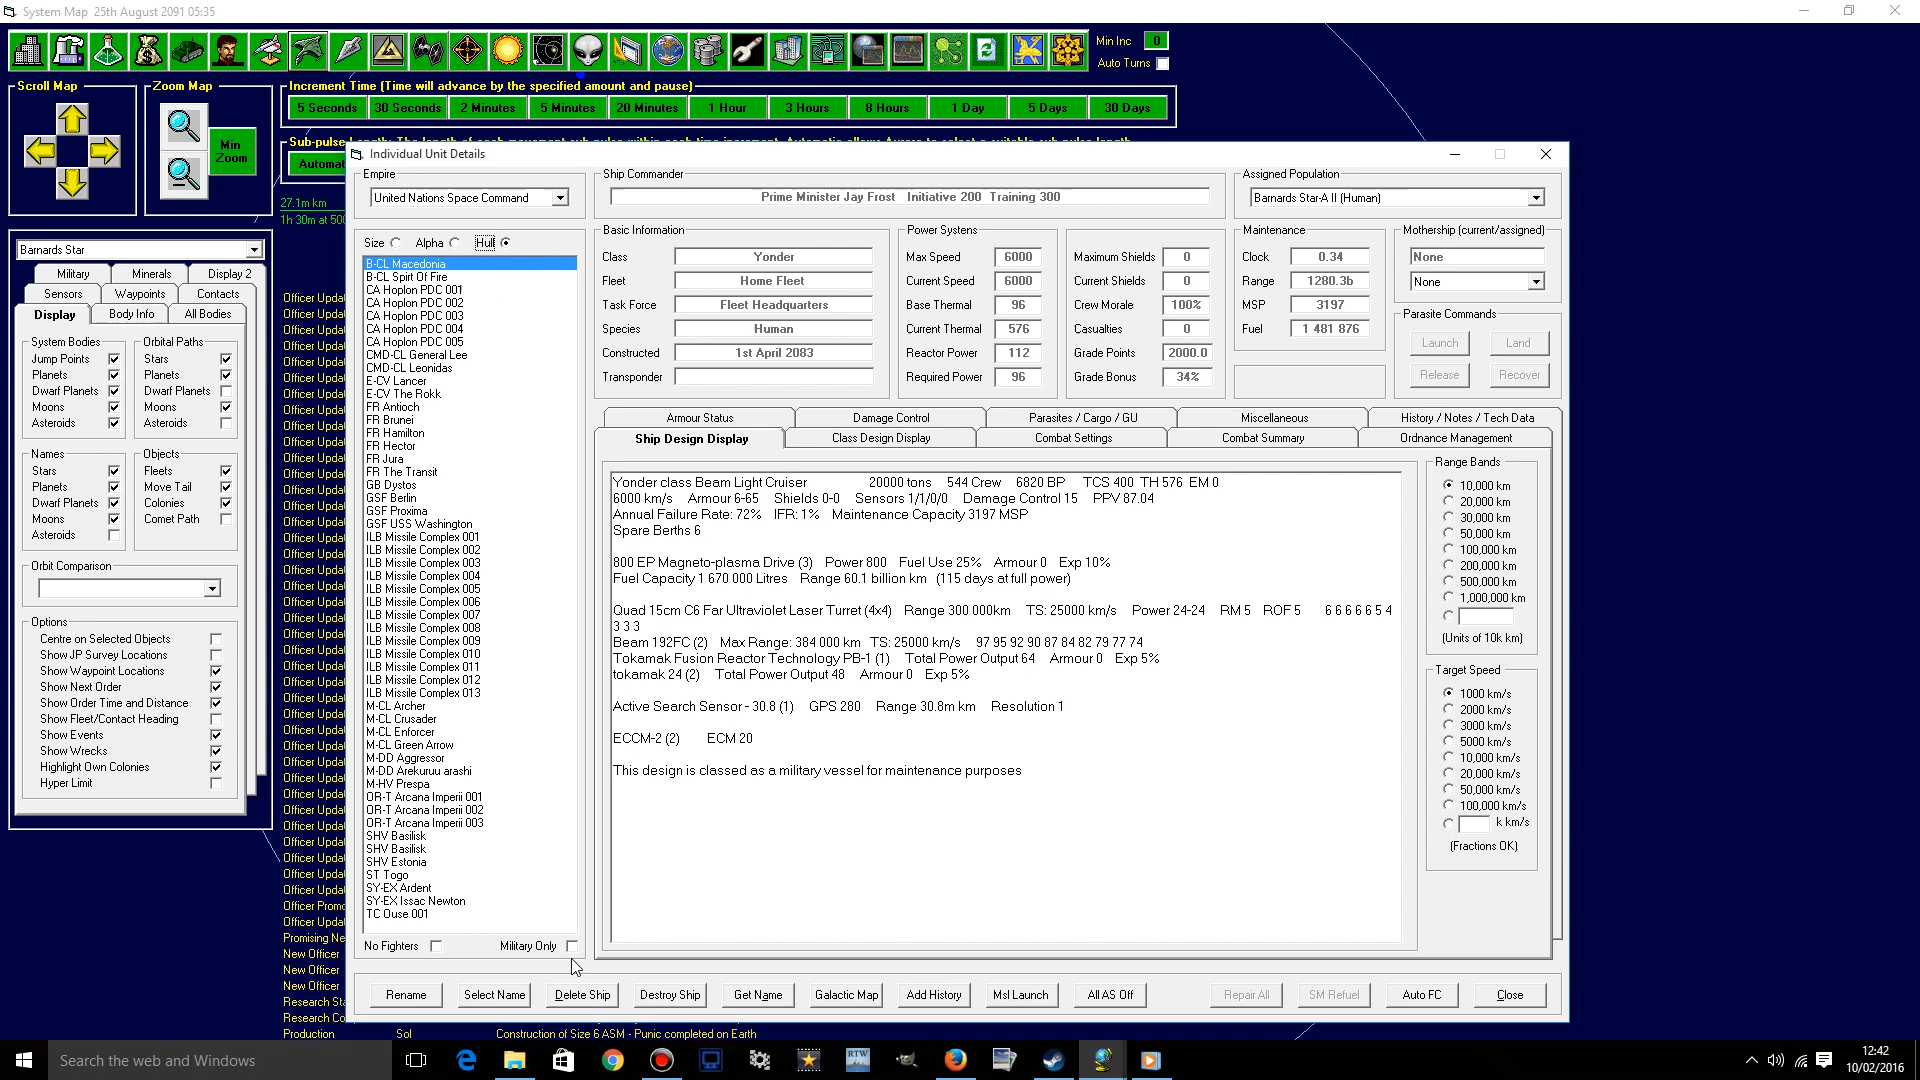 System Map  25th August 2091 05:35
Min Inc  0
Auto Turns
Scroll Map
Zoom Map
Min Zoom
Increment Time (Time will advance by the specified amount and pause)
5 Seconds  30 Seconds  2 Minutes  5 Minutes  20 Minutes  1 Hour  3 Hours  8 Hours  1 Day  5 Days  30 Days
Automat
27.1m km
1h 30m at 500
Barnards Star
Military  Minerals  Display 2
Sensors  Waypoints  Contacts
Display  Body Info  All Bodies
System Bodies
Jump Points
Planets
Dwarf Planets
Moons
Asteroids
Orbital Paths
Stars
Planets
Dwarf Planets
Moons
Asteroids
Names
Stars
Planets
Dwarf Planets
Moons
Asteroids
Objects
Fleets
Move Tail
Colonies
Comet Path
Orbit Comparison
Options
Centre on Selected Objects
Show JP Survey Locations
Show Waypoint Locations
Show Next Order
Show Order Time and Distance
Show Fleet/Contact Heading
Show Events
Show Wrecks
Highlight Own Colonies
Hyper Limit
Officer Promo
Officer Upda
Promising Ne
New Officer
New Officer
New Officer
Research Sta
Research Co
Production  Sol  Construction of Size 6 ASM - Punic completed on Earth
Individual Unit Details
Empire
United Nations Space Command
Size  Alpha  Hull
B-CL Macedonia
B-CL Spirt Of Fire
CA Hoplon PDC 001
CA Hoplon PDC 002
CA Hoplon PDC 003
CA Hoplon PDC 004
CA Hoplon PDC 005
CMD-CL General Lee
CMD-CL Leonidas
E-CV Lancer
E-CV The Rokk
FR Antioch
FR Brunei
FR Hamilton
FR Hector
FR Jura
FR The Transit
GB Dystos
GSF Berlin
GSF Proxima
GSF USS Washington
ILB Missile Complex 001
ILB Missile Complex 002
ILB Missile Complex 003
ILB Missile Complex 004
ILB Missile Complex 005
ILB Missile Complex 006
ILB Missile Complex 007
ILB Missile Complex 008
ILB Missile Complex 009
ILB Missile Complex 010
ILB Missile Complex 011
ILB Missile Complex 012
ILB Missile Complex 013
M-CL Archer
M-CL Crusader
M-CL Enforcer
M-CL Green Arrow
M-DD Aggressor
M-DD Arekuruu arashi
M-HV Prespa
OR-T Arcana Imperii 001
OR-T Arcana Imperii 002
OR-T Arcana Imperii 003
SHV Basilisk
SHV Basilisk
SHV Estonia
ST Togo
SY-EX Ardent
SY-EX Issac Newton
TC Ouse 001
No Fighters  Military Only
Ship Commander
Prime Minister Jay Frost  Initiative 200  Training 300
Assigned Population
Barnards Star-A II (Human)
Basic Information
Class  Yonder
Fleet  Home Fleet
Task Force  Fleet Headquarters
Species  Human
Constructed  1st April 2083
Transponder
Power Systems
Max Speed  6000
Current Speed  6000
Base Thermal  96
Current Thermal  576
Reactor Power  112
Required Power  96
Maximum Shields  0
Current Shields  0
Crew Morale  100%
Casualties  0
Grade Points  2000.0
Grade Bonus  34%
Maintenance
Clock  0.34
Range  1280.3b
MSP  3197
Fuel  1 481 876
Mothership (current/assigned)
None
None
Parasite Commands
Launch  Land
Release  Recover
Armour Status  Damage Control  Parasites / Cargo / GU  Miscellaneous  History / Notes / Tech Data
Ship Design Display  Class Design Display  Combat Settings  Combat Summary  Ordnance Management
Yonder class Beam Light Cruiser  20000 tons  544 Crew  6820 BP  TCS 400  TH 576  EM 0
6000 km/s  Armour 6-65  Shields 0-0  Sensors 1/1/0/0  Damage Control 15  PPV 87.04
Annual Failure Rate: 72%  IFR: 1%  Maintenance Capacity 3197 MSP
Spare Berths 6
800 EP Magneto-plasma Drive (3)  Power 800  Fuel Use 25%  Armour 0  Exp 10%
Fuel Capacity 1 670 000 Litres  Range 60.1 billion km  (115 days at full power)
Quad 15cm C6 Far Ultraviolet Laser Turret (4x4)  Range 300 000km  TS: 25000 km/s  Power 24-24  RM 5  ROF 5  6 6 6 6 6 5 4
3 3 3
Beam 192FC (2)  Max Range: 384 000 km  TS: 25000 km/s  97 95 92 90 87 84 82 79 77 74
Tokamak Fusion Reactor Technology PB-1 (1)  Total Power Output 64  Armour 0  Exp 5%
tokamak 24 (2)  Total Power Output 48  Armour 0  Exp 5%
Active Search Sensor - 30.8 (1)  GPS 280  Range 30.8m km  Resolution 1
ECCM-2 (2)  ECM 20
This design is classed as a military vessel for maintenance purposes
Range Bands
10,000 km
20,000 km
30,000 km
50,000 km
100,000 km
200,000 km
500,000 km
1,000,000 km
(Units of 10k km)
Target Speed
1000 km/s
2000 km/s
3000 km/s
5000 km/s
10,000 km/s
20,000 km/s
50,000 km/s
100,000 km/s
k km/s
(Fractions OK)
Rename  Select Name  Delete Ship  Destroy Ship  Get Name  Galactic Map  Add History  Msl Launch  All AS Off  Repair All  SM Refuel  Auto FC  Close
Search the web and Windows
RTW
12:42
10/02/2016